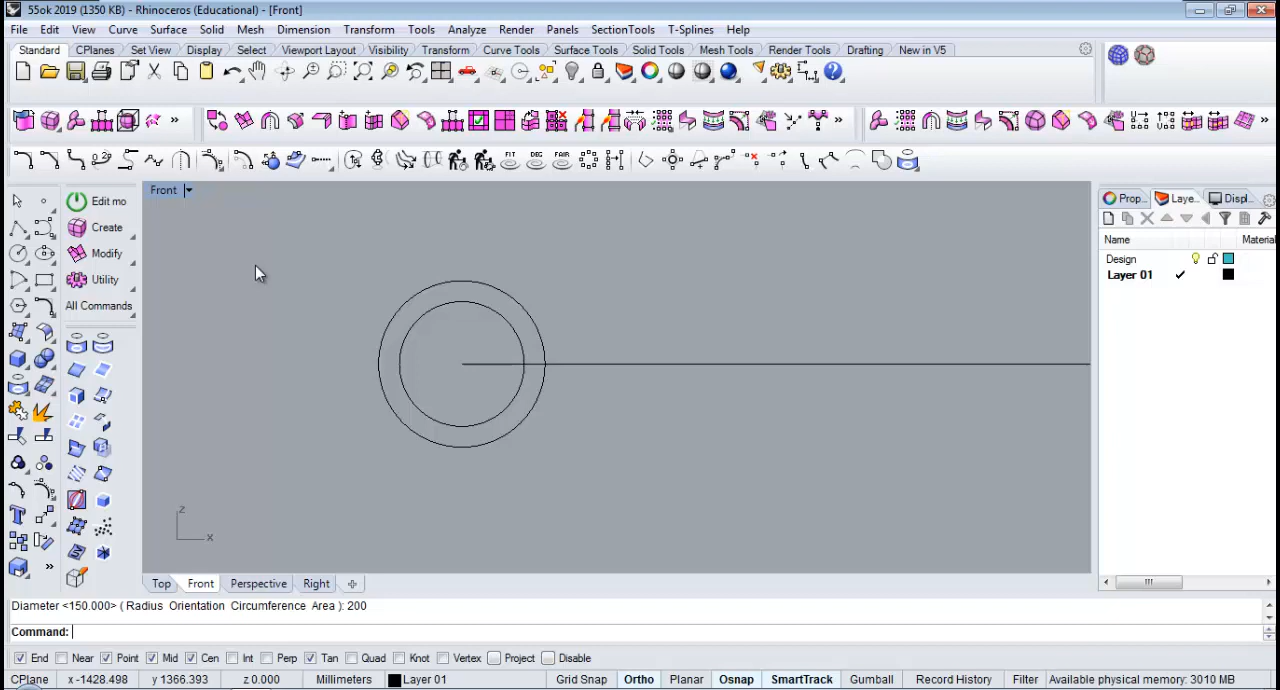 55ok 2019 (1350 KB) - Rhinoceros (Educational) - [Front]
File Edit View Curve Surface Solid Mesh Dimension Transform Tools Analyze Render Panels SectionTools T-Splines Help
Standard CPlanes Set View Display Select Viewport Layout Visibility Transform Curve Tools Surface Tools Solid Tools Mesh Tools Render Tools Drafting New in V5
FIT DEG FAIR
Front
Prop... Laye... Displ...
Edit mo
Create
Modify
Utility
All Commands
Name Material
Design
Layer 01
z
x
Top Front Perspective Right
Diameter <150.000> ( Radius Orientation Circumference Area ): 200
Command:
End Near Point Mid Cen Int Perp Tan Quad Knot Vertex Project Disable
CPlane x -1428.498 y 1366.393 z 0.000 Millimeters Layer 01 Grid Snap Ortho Planar Osnap SmartTrack Gumball Record History Filter Available physical memory: 3010 MB